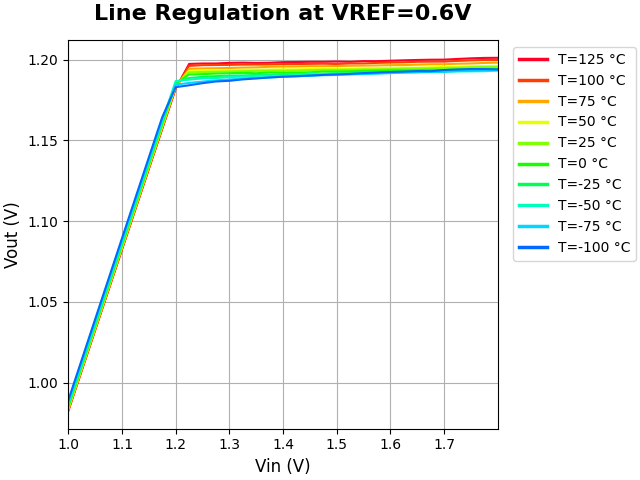 Line Regulation at VREF=0.6V
Vout (V)
1.20
1.15
1.10
1.05
1.00
1.0 1.1 1.2 1.3 1.4 1.5 1.6 1.7
Vin (V)
T=125 °C
T=100 °C
T=75 °C
T=50 °C
T=25 °C
T=0 °C
T=-25 °C
T=-50 °C
T=-75 °C
T=-100 °C